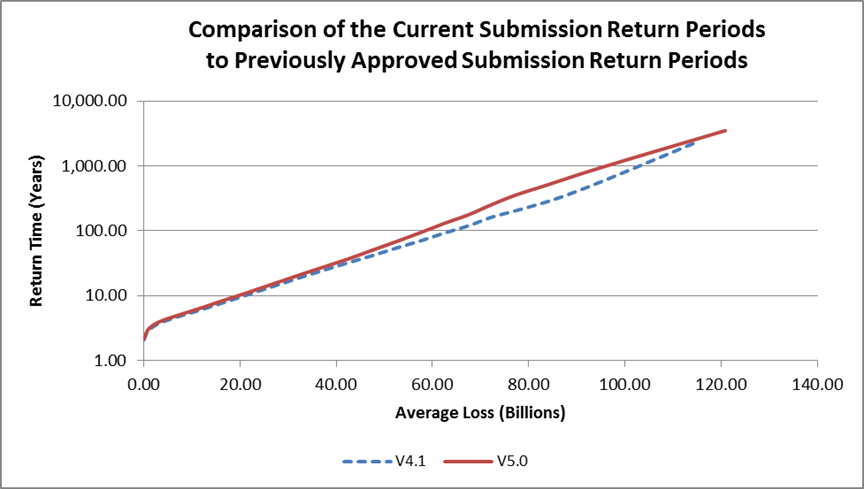 Comparison of the Current Submission Return Periods
to Previously Approved Submission Return Periods
10,000.00
1,000.00
100.00
10.00
1.00
Return Time (Years)
0.00 20.00 40.00 60.00 80.00 100.00 120.00 140.00
Average Loss (Billions)
V4.1 V5.0